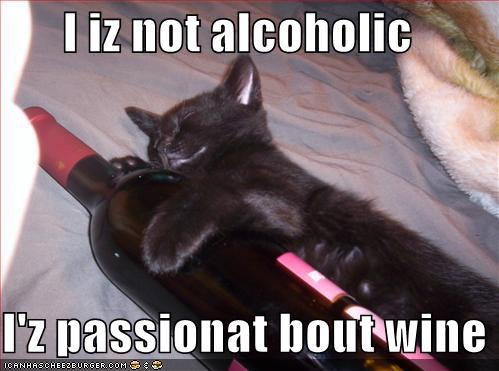 I iz not alcoholic
I'z passionat bout wine
ICANHASCHEEZBURGER.COM